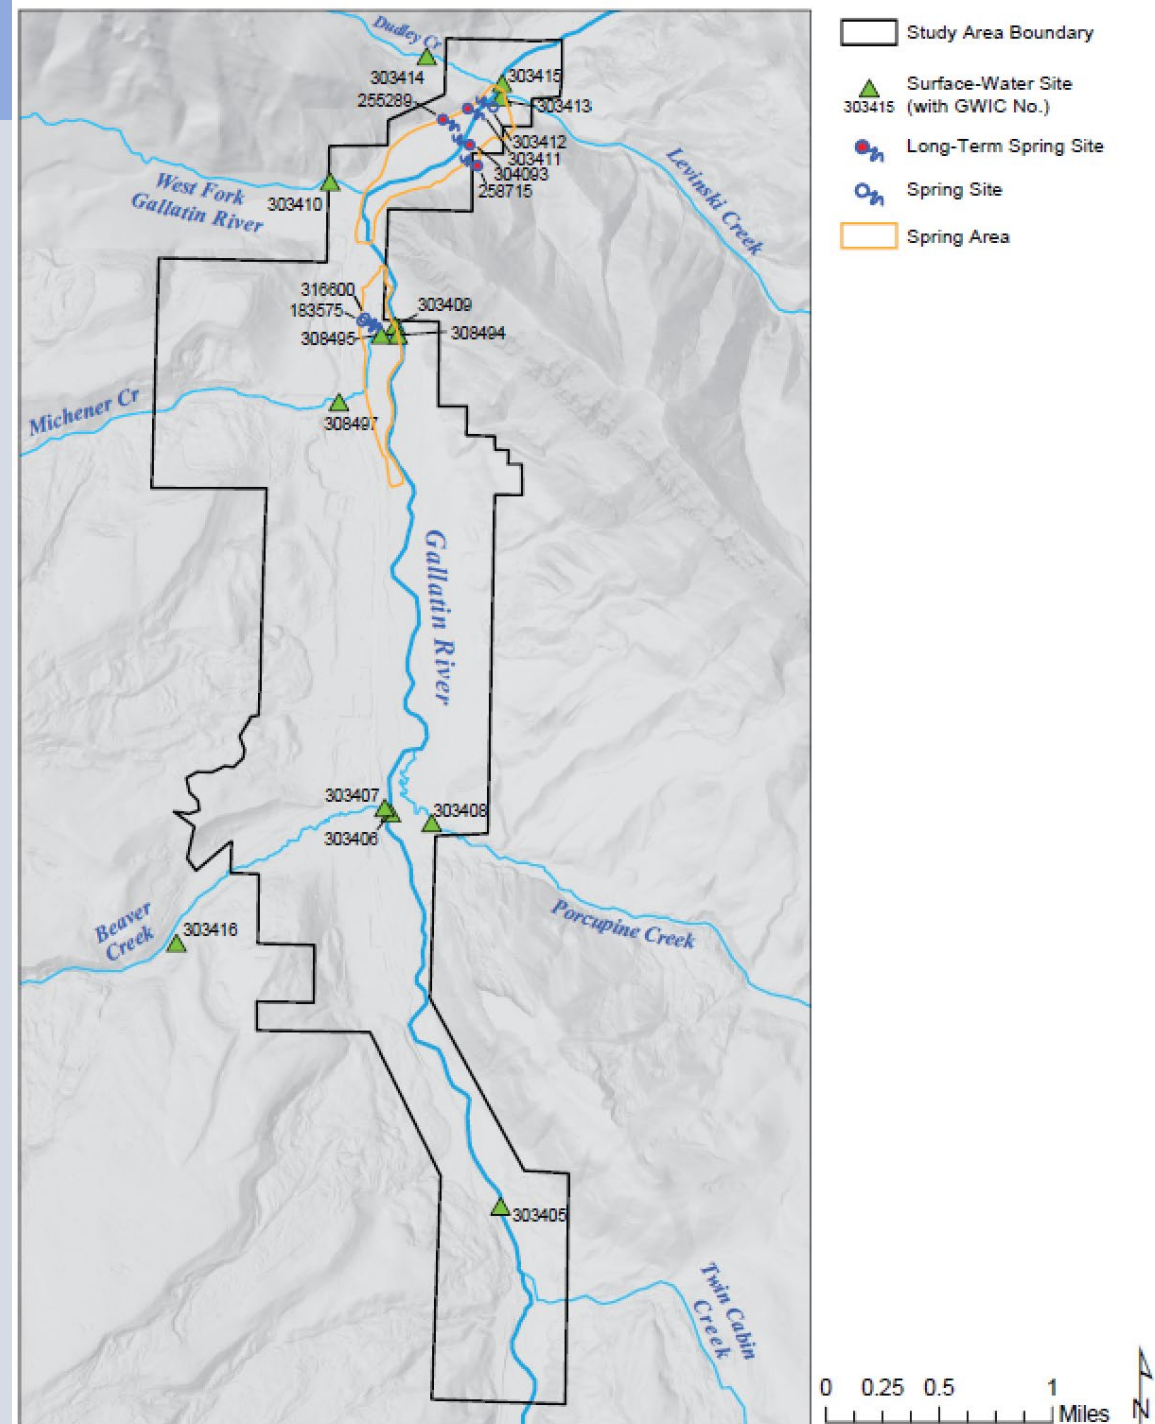 Dudley Cr
303414
255289
303415
303413
303412
303411
304093
258715
West Fork
Gallatin River
303410
Levinski Creek
316600
183575
308495
303409
308494
Michener Cr
308497
Gallatin River
303407
303406
303408
Beaver
Creek
303416
Porcupine Creek
303405
Twin Cabin
Creek
Study Area Boundary
Surface-Water Site
303415 (with GWIC No.)
Long-Term Spring Site
Spring Site
Spring Area
0 0.25 0.5 1
Miles
N